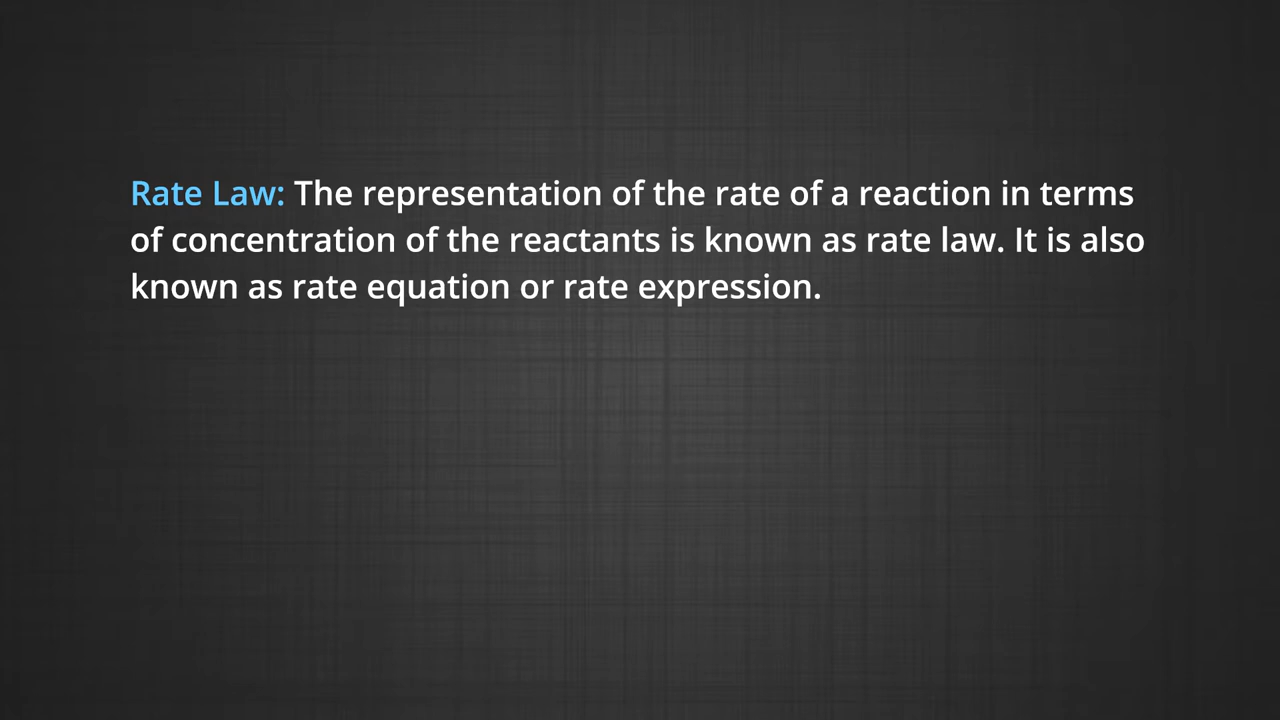 Rate Law: The representation of the rate of a reaction in terms
of concentration of the reactants is known as rate law. It is also
known as rate equation or rate expression.